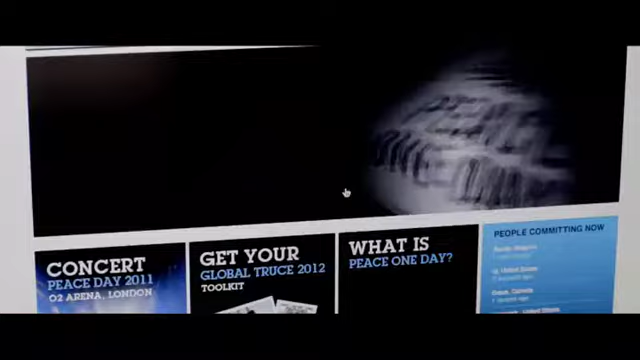 CONCERT
PEACE DAY 2011
O2 ARENA, LONDON
GET YOUR
GLOBAL TRUCE 2012
TOOLKIT
WHAT IS
PEACE ONE DAY?
PEOPLE COMMITTING NOW